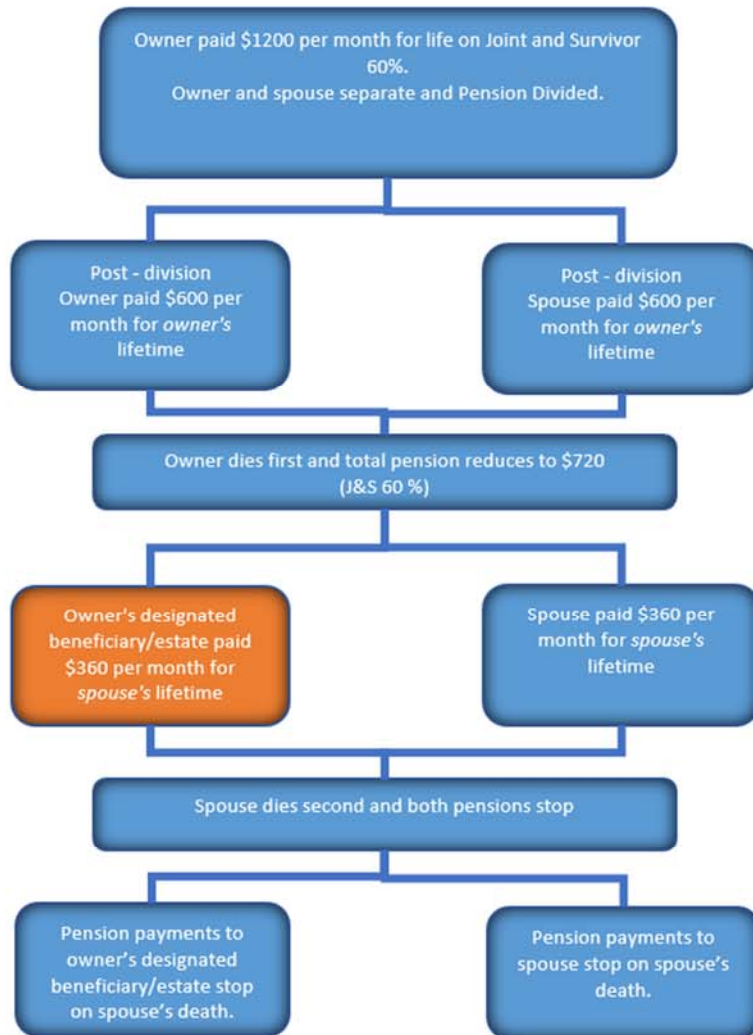 Owner paid $1200 per month for life on Joint and Survivor
60%.
Owner and spouse separate and Pension Divided.
Post - division
Owner paid $600 per
month for owner's
lifetime
Post - division
Spouse paid $600 per
month for owner's
lifetime
Owner dies first and total pension reduces to $720
(J&S 60 %)
Owner's designated
beneficiary/estate paid
$360 per month for
spouse's lifetime
Spouse paid $360 per
month for spouse's
lifetime
Spouse dies second and both pensions stop
Pension payments to
owner’s designated
beneficiary/estate stop
on spouse’s death.
Pension payments to
spouse stop on spouse’s
death.